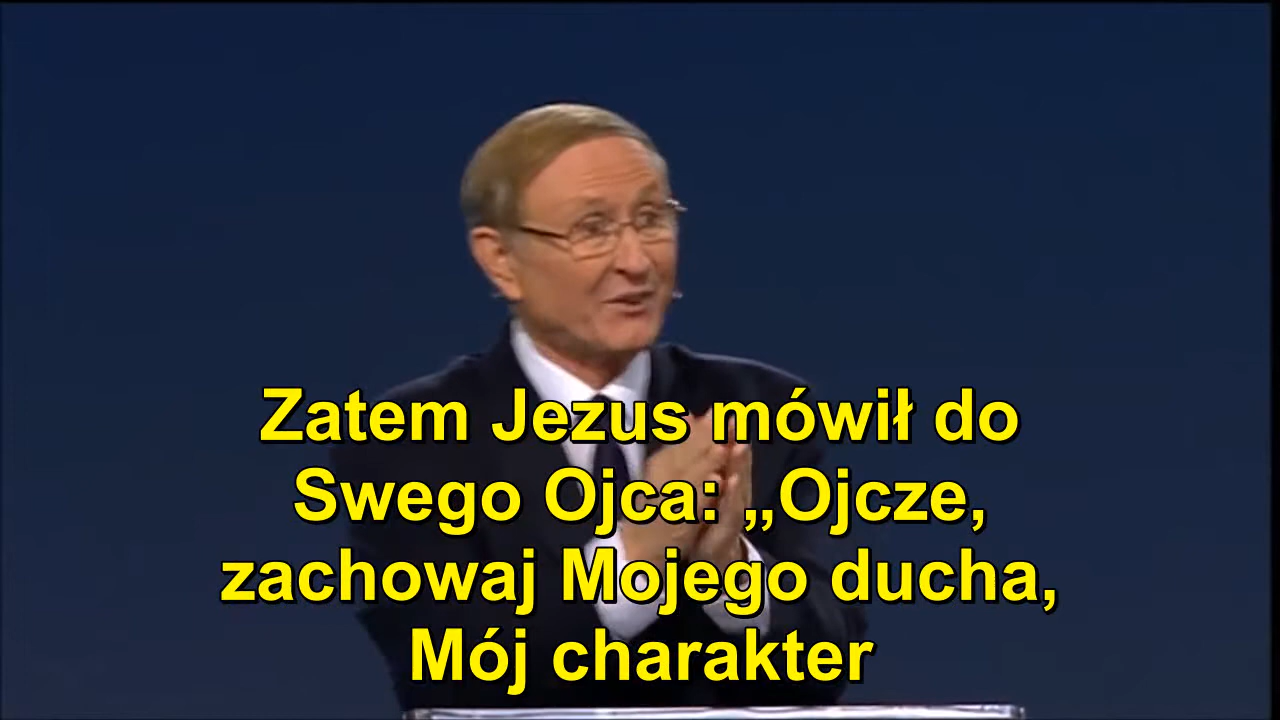 Zatem Jezus mówił do
Swego Ojca: „Ojcze,
zachowaj Mojego ducha,
Mój charakter